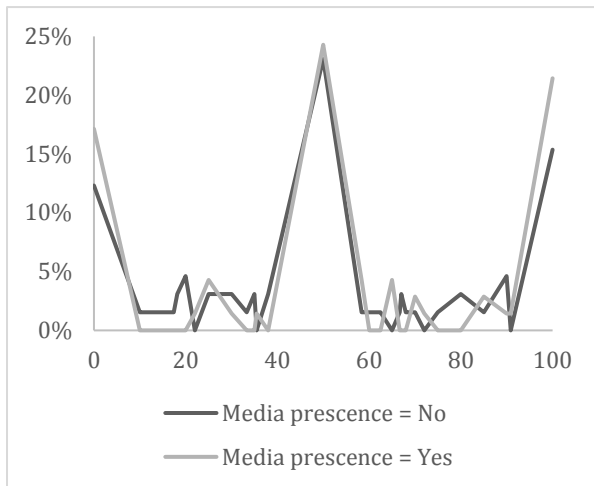 25%
20%
15%
10%
5%
0%
0 20 40 60 80 100
Media prescence = No
Media prescence = Yes